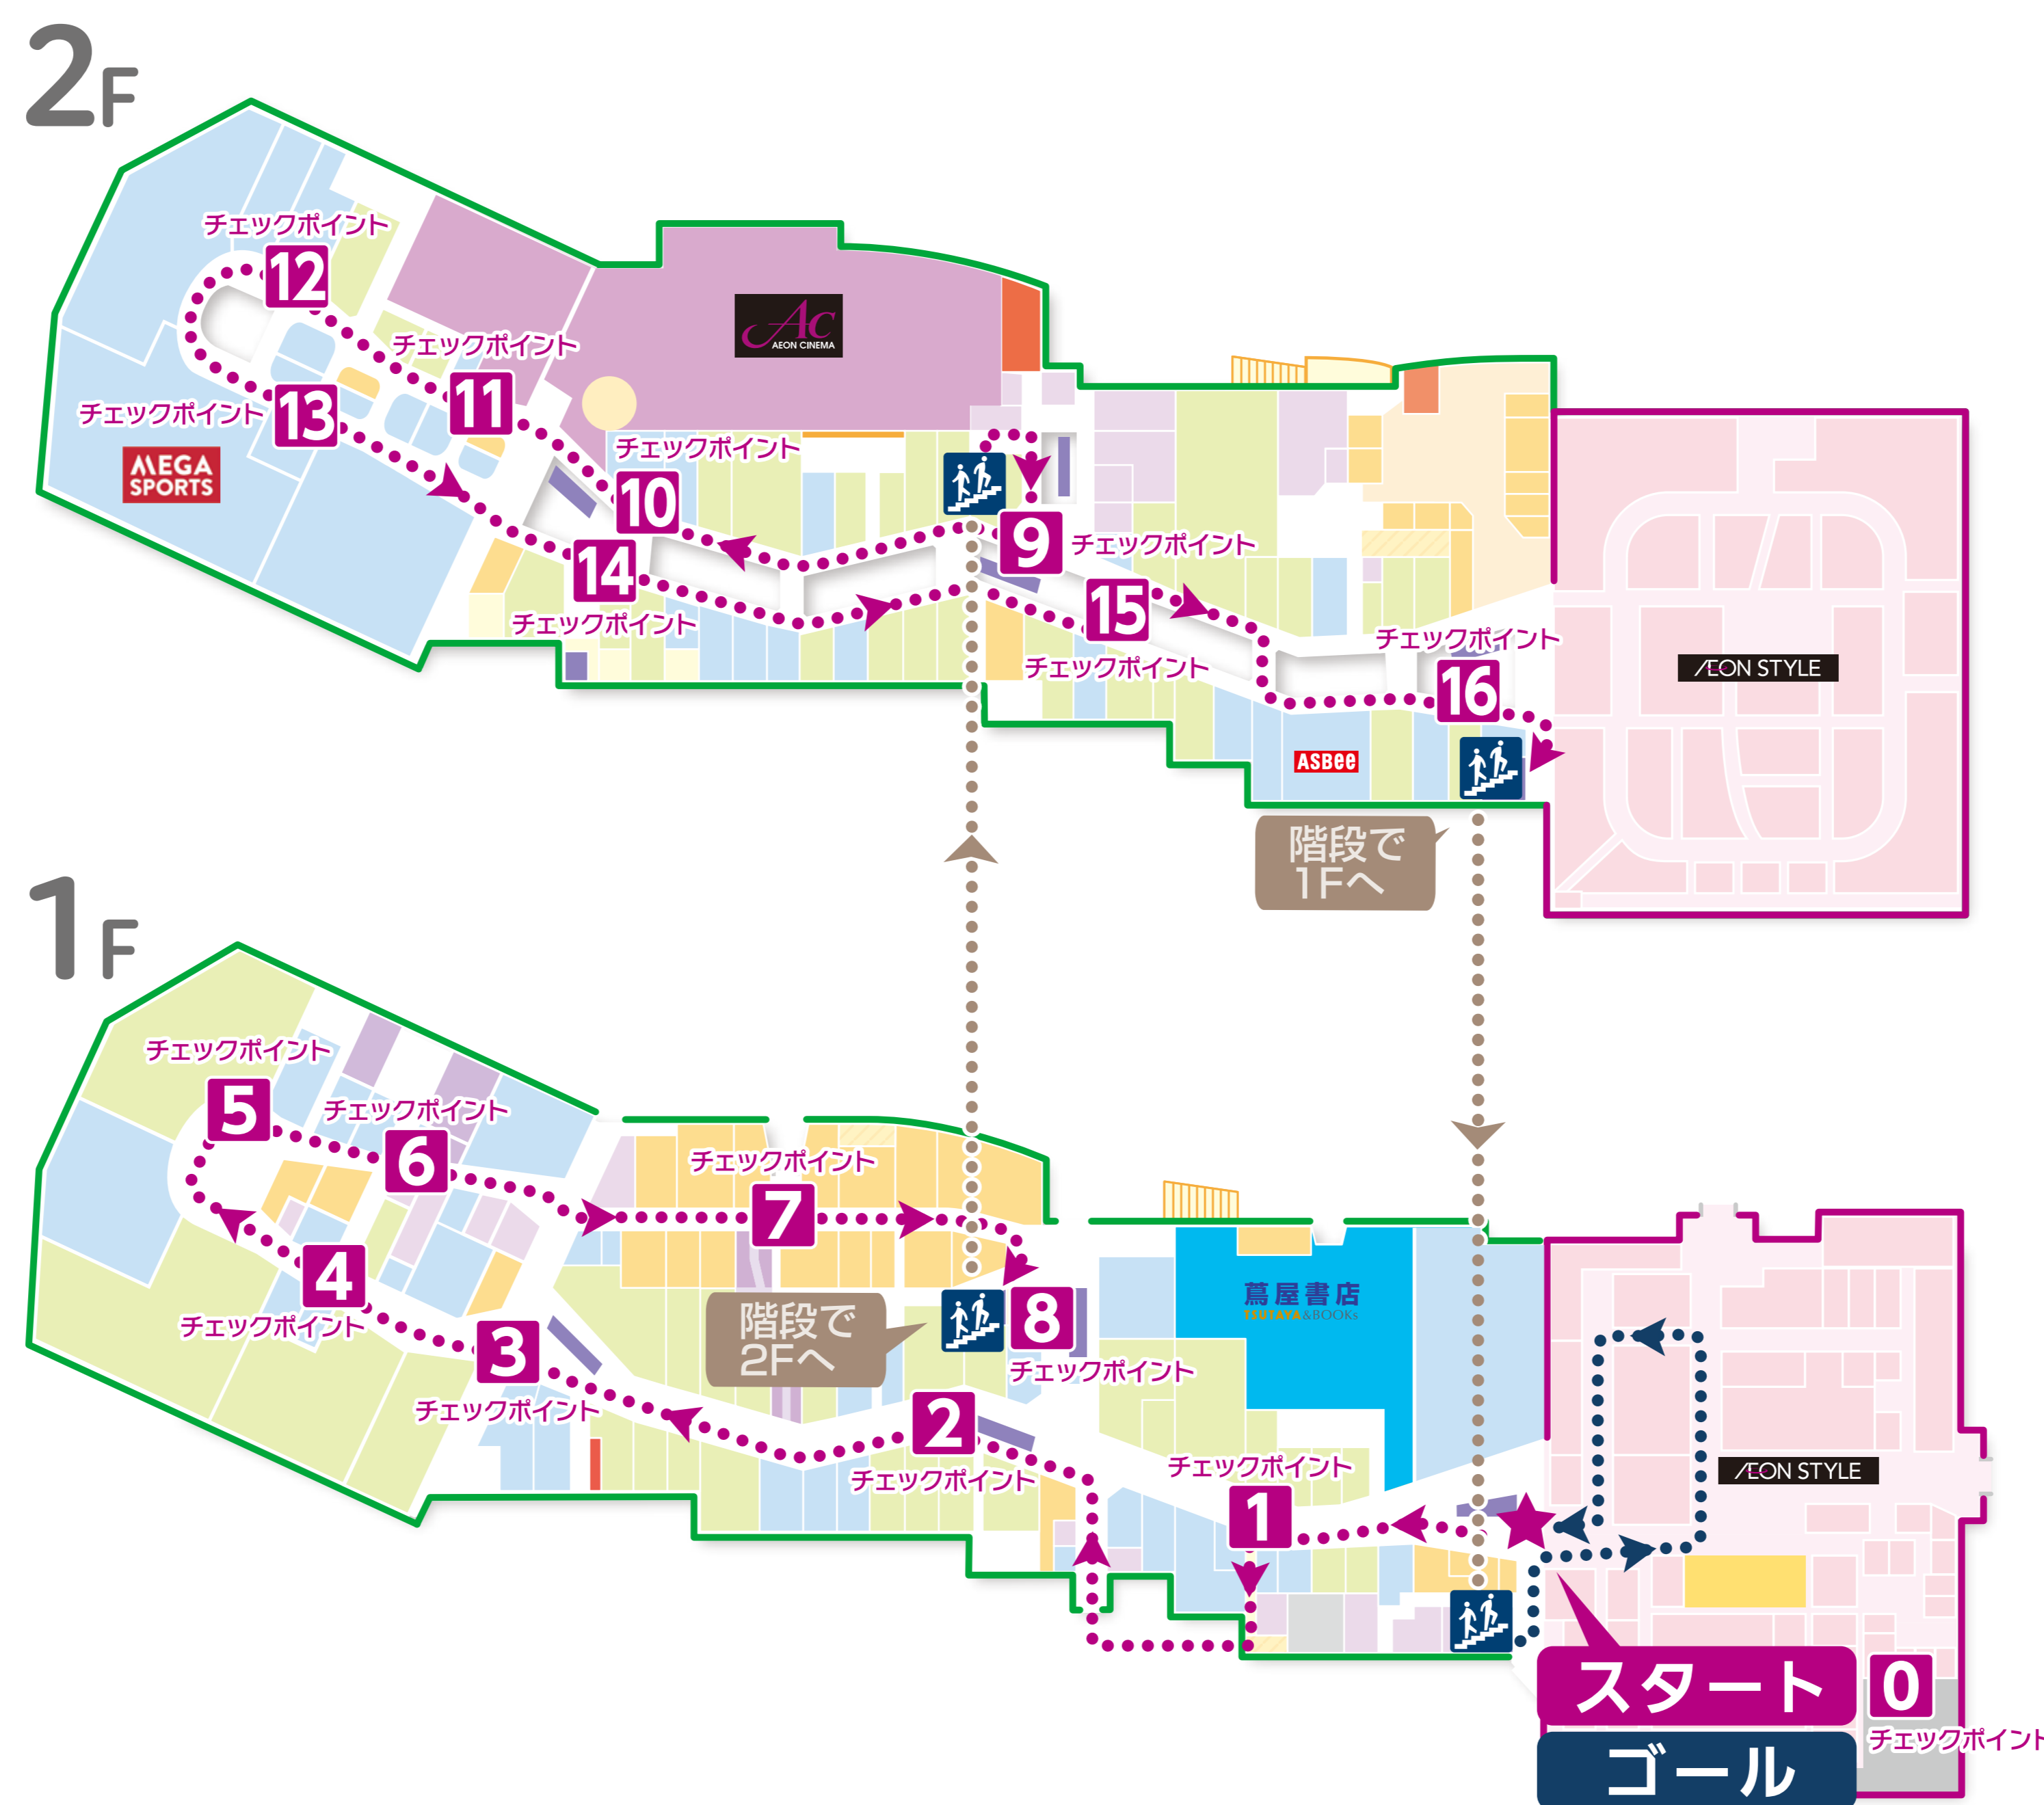 2F
チェックポイント
12
チェックポイント
11
チェックポイント
13
MEGA
SPORTS
AC
AEON CINEMA
チェックポイント
10
9
チェックポイント
14
チェックポイント
15
チェックポイント
チェックポイント
16
ÆON STYLE
ASBee
階段で
1Fへ
1F
チェックポイント
5
チェックポイント
6
チェックポイント
7
4
チェックポイント
3
チェックポイント
階段で
2Fへ
8
チェックポイント
2
チェックポイント
蔦屋書店
TSUTAYA&BOOKs
チェックポイント
1
ÆON STYLE
スタート
0
チェックポイント
ゴール